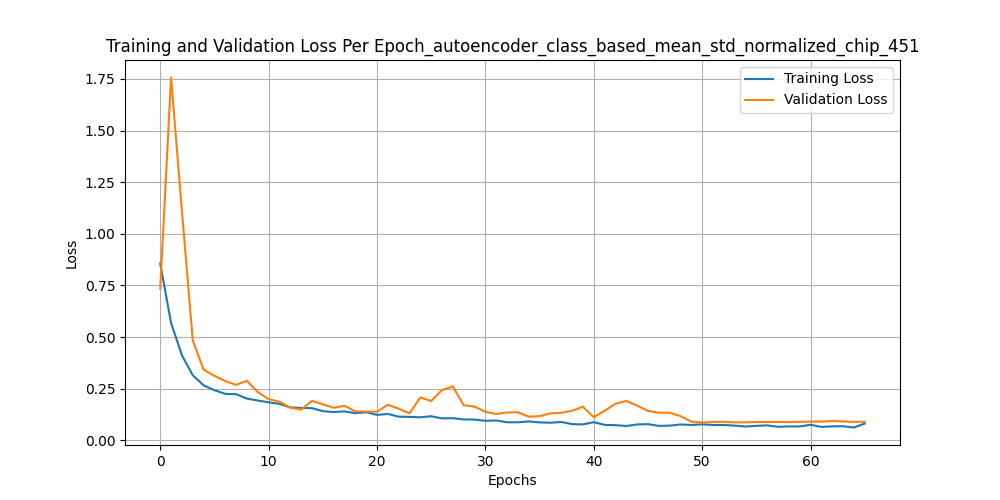 Training and Validation Loss Per Epoch_autoencoder_class_based_mean_std_normalized_chip_451
Training Loss
Validation Loss
1.75
1.50
1.25
1.00
0.75
0.50
0.25
0.00
Loss
0 10 20 30 40 50 60
Epochs